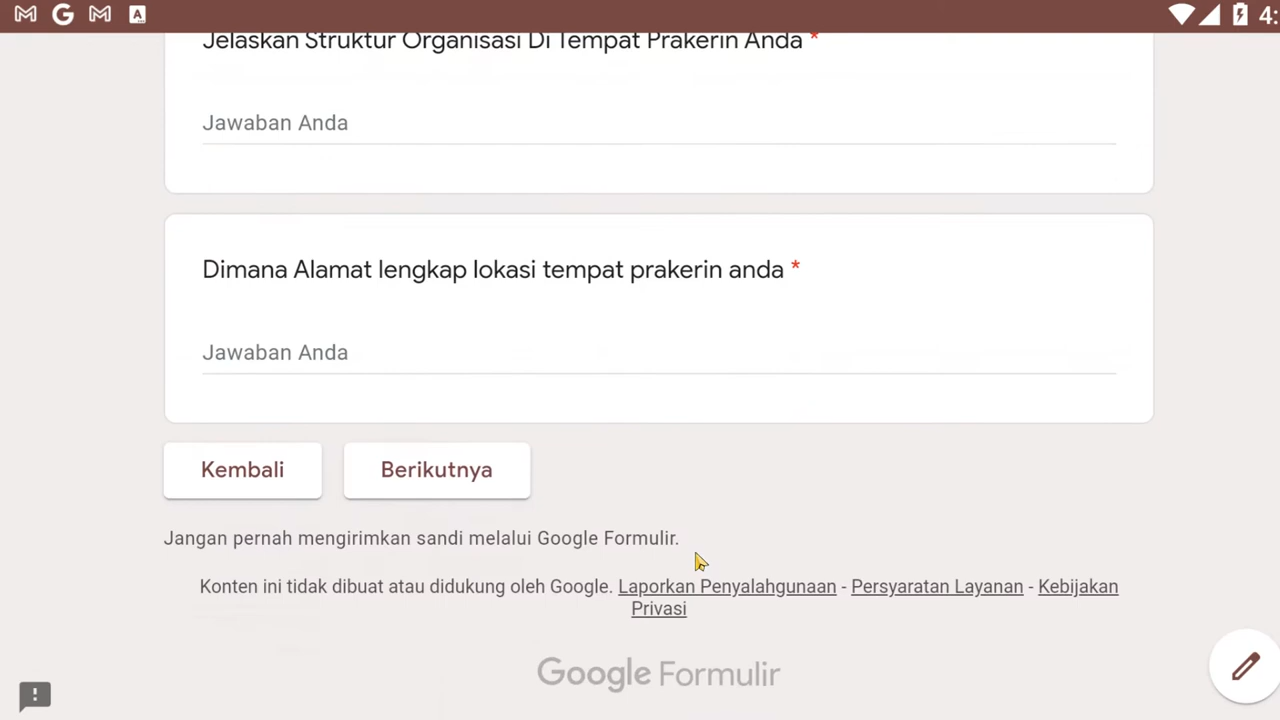 4:
Jelaskan Struktur Organisasi Di Tempat Prakerin Anda *
Jawaban Anda
Dimana Alamat lengkap lokasi tempat prakerin anda *
Jawaban Anda
Kembali
Berikutnya
Jangan pernah mengirimkan sandi melalui Google Formulir.
Konten ini tidak dibuat atau didukung oleh Google. Laporkan Penyalahgunaan - Persyaratan Layanan - Kebijakan
Privasi
Google Formulir